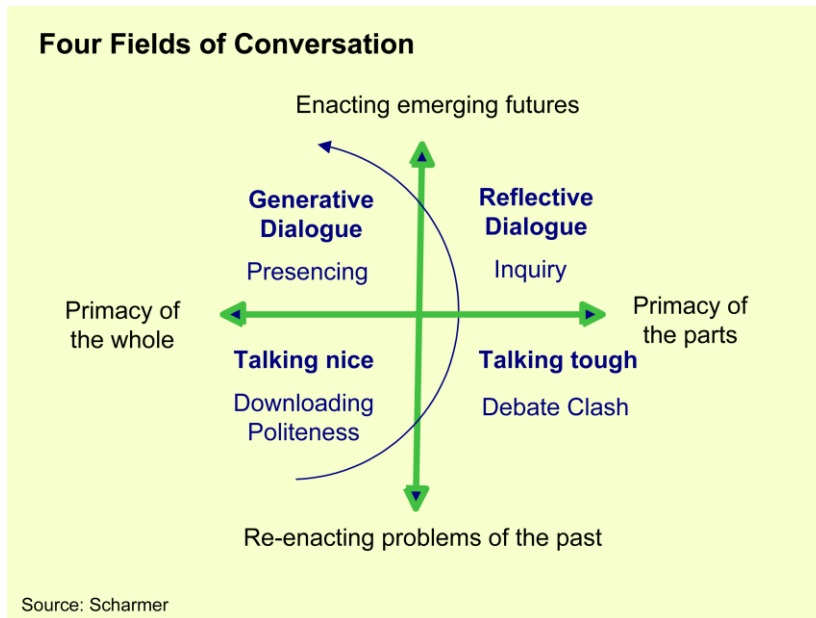 Four Fields of Conversation
Enacting emerging futures
Generative
Dialogue
Presencing
Reflective
Dialogue
Inquiry
Primacy of
the whole
Primacy of
the parts
Talking nice
Downloading
Politeness
Talking tough
Debate Clash
Re-enacting problems of the past
Source: Scharmer